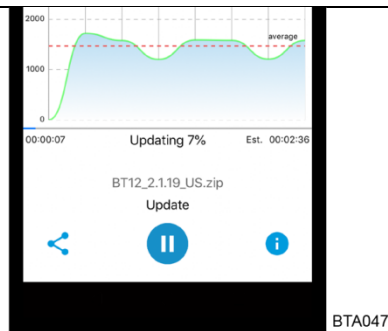 2000
average
1000
0
00:00:07 Updating 7% Est. 00:02:36
BT12_2.1.19_US.zip
Update
BTA047